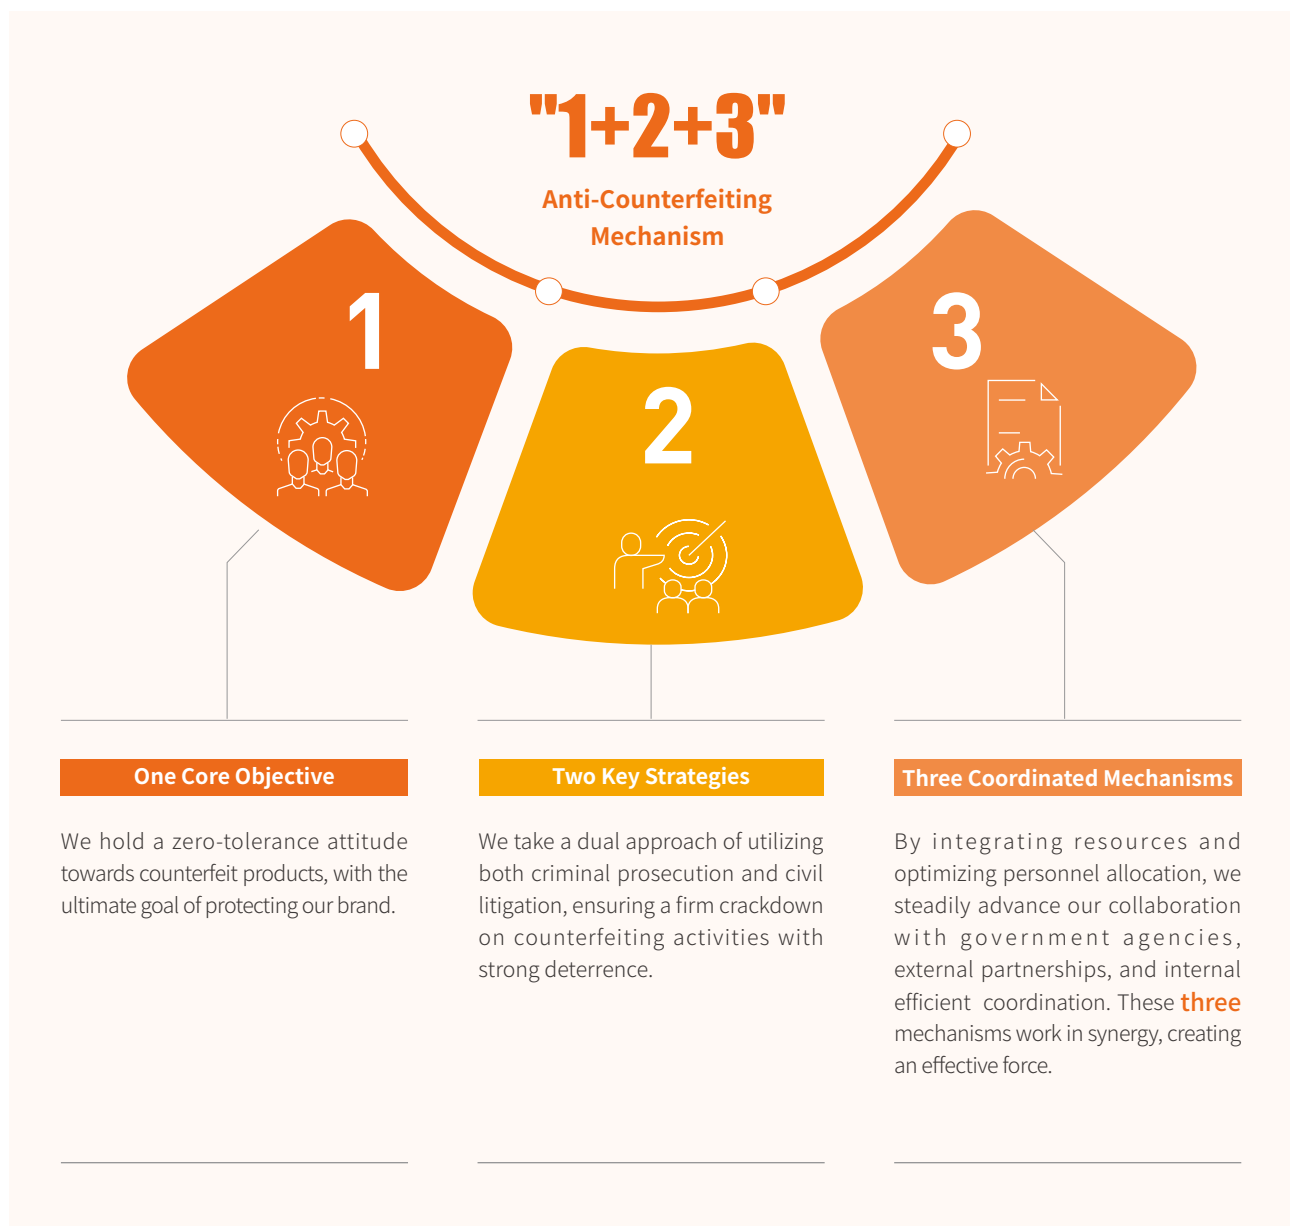 "1+2+3"
Anti-Counterfeiting
Mechanism
1
2
3
One Core Objective
We hold a zero-tolerance attitude
towards counterfeit products, with the
ultimate goal of protecting our brand.
Two Key Strategies
We take a dual approach of utilizing
both criminal prosecution and civil
litigation, ensuring a firm crackdown
on counterfeiting activities with
strong deterrence.
Three Coordinated Mechanisms
By integrating resources and
optimizing personnel allocation, we
steadily advance our collaboration
with government agencies,
external partnerships, and internal
efficient coordination. These three
mechanisms work in synergy, creating
an effective force.